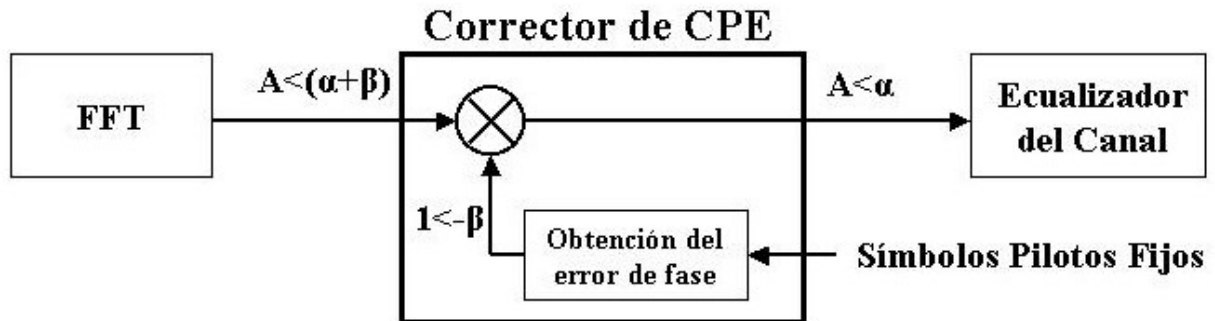 Corrector de CPE
FFT
A<(α+β)
A<α
Ecualizador
del Canal
1<-β
Obtención del
error de fase
Símbolos Pilotos Fijos